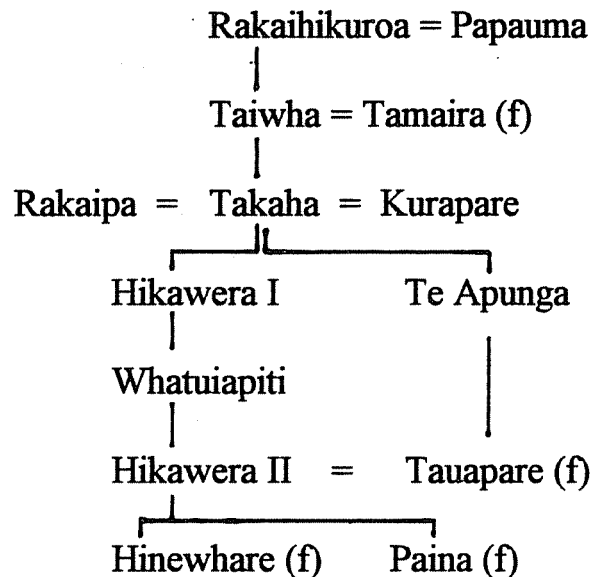 Rakaihikuroa = Papauma
Taiwha = Tamaira (f)
Rakaipa = Takaha = Kurapare
Hikawera I Te Apunga
Whatuiapiti
Hikawera II = Tauapare (f)
Hinewhare (f) Paina (f)